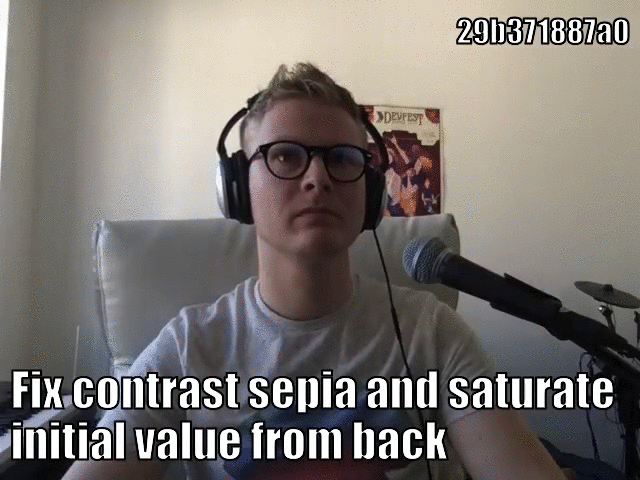 29b371887a0
DEVFEST
Fix contrast sepia and saturate
initial value from back